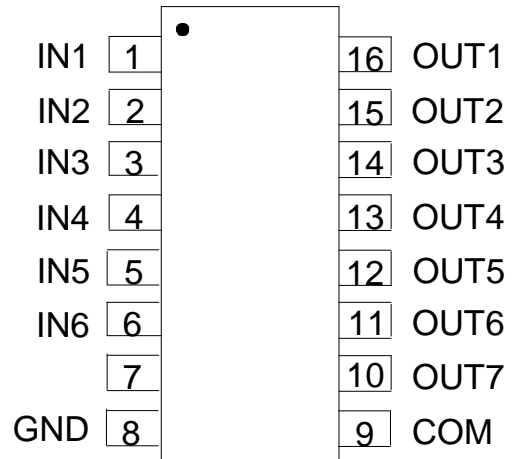 IN1 1 16 OUT1
IN2 2 15 OUT2
IN3 3 14 OUT3
IN4 4 13 OUT4
IN5 5 12 OUT5
IN6 6 11 OUT6
7 10 OUT7
GND 8 9 COM